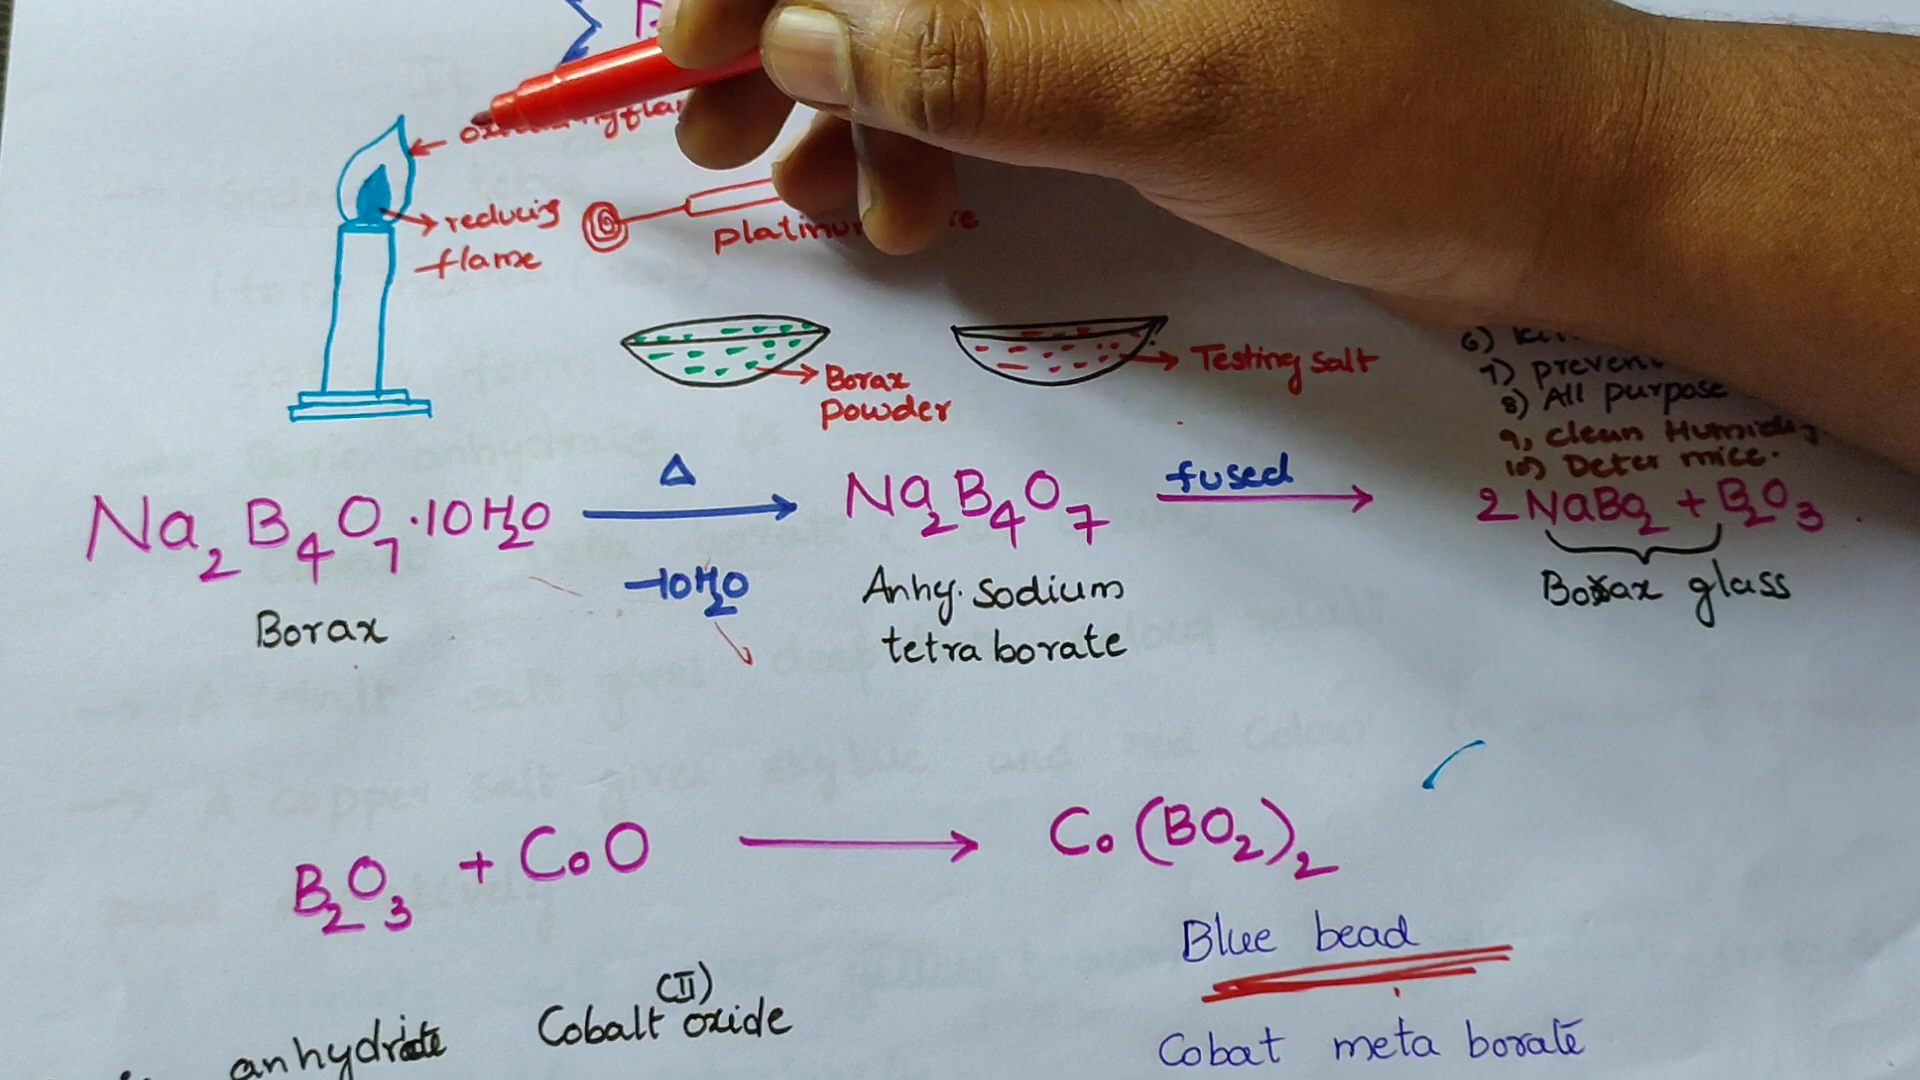 reducing
flame
Borax
powder
Testing salt
7) prevent
8) All purpose
9, clean Humidi
10) Deter mice.
Na2B4O7·10H2O
Δ
-10H2O
Na2B4O7
fused
2NaBO2 + B2O3
Borax
Anhy. Sodium
tetra borate
Borax glass
B2O3 + CoO
Co(BO2)2
Blue bead
anhydrite
Cobalt (II) oxide
Cobat meta borate